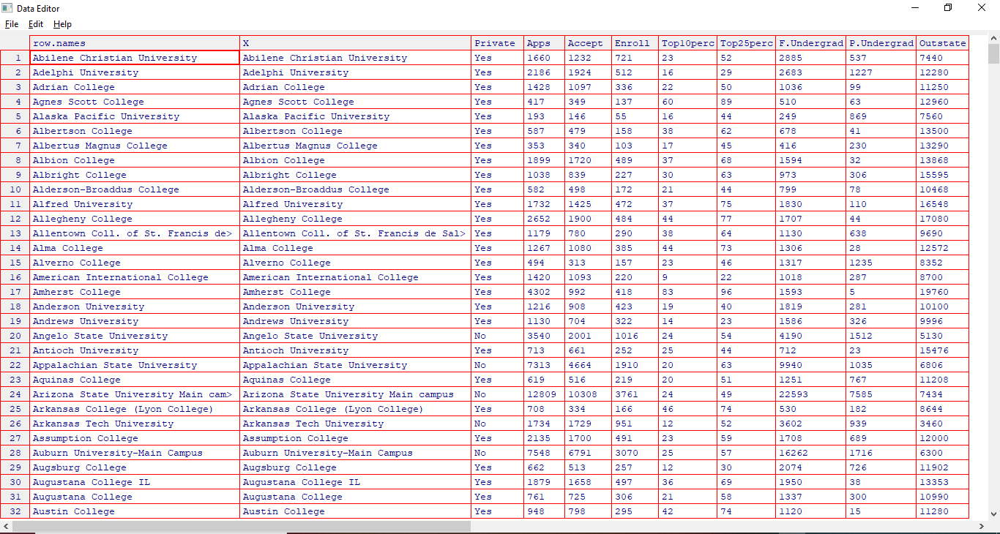 Data Editor
File Edit Help
row.names X Private Apps Accept Enroll Top10perc Top25perc F.Undergrad P.Undergrad Outstate
1 Abilene Christian University Abilene Christian University Yes 1660 1232 721 23 52 2885 537 7440
2 Adelphi University Adelphi University Yes 2186 1924 512 16 29 2683 1227 12280
3 Adrian College Adrian College Yes 1428 1097 336 22 50 1036 99 11250
4 Agnes Scott College Agnes Scott College Yes 417 349 137 60 89 510 63 12960
5 Alaska Pacific University Alaska Pacific University Yes 193 146 55 16 44 249 869 7560
6 Albertson College Albertson College Yes 587 479 158 38 62 678 41 13500
7 Albertus Magnus College Albertus Magnus College Yes 353 340 103 17 45 416 230 13290
8 Albion College Albion College Yes 1899 1720 489 37 68 1594 32 13868
9 Albright College Albright College Yes 1038 839 227 30 63 973 306 15595
10 Alderson-Broaddus College Alderson-Broaddus College Yes 582 498 172 21 44 799 78 10468
11 Alfred University Alfred University Yes 1732 1425 472 37 75 1830 110 16548
12 Allegheny College Allegheny College Yes 2652 1900 484 44 77 1707 44 17080
13 Allentown Coll. of St. Francis de> Allentown Coll. of St. Francis de Sal> Yes 1179 780 290 38 64 1130 638 9690
14 Alma College Alma College Yes 1267 1080 385 44 73 1306 28 12572
15 Alverno College Alverno College Yes 494 313 157 23 46 1317 1235 8352
16 American International College American International College Yes 1420 1093 220 9 22 1018 287 8700
17 Amherst College Amherst College Yes 4302 992 418 83 96 1593 5 19760
18 Anderson University Anderson University Yes 1216 908 423 19 40 1819 281 10100
19 Andrews University Andrews University Yes 1130 704 322 14 23 1586 326 9996
20 Angelo State University Angelo State University No 3540 2001 1016 24 54 4190 1512 5130
21 Antioch University Antioch University Yes 713 661 252 25 44 712 23 15476
22 Appalachian State University Appalachian State University No 7313 4664 1910 20 63 9940 1035 6806
23 Aquinas College Aquinas College Yes 619 516 219 20 51 1251 767 11208
24 Arizona State University Main cam> Arizona State University Main campus No 12809 10308 3761 24 49 22593 7585 7434
25 Arkansas College (Lyon College) Arkansas College (Lyon College) Yes 708 334 166 46 74 530 182 8644
26 Arkansas Tech University Arkansas Tech University No 1734 1729 951 12 52 3602 939 3460
27 Assumption College Assumption College Yes 2135 1700 491 23 59 1708 689 12000
28 Auburn University-Main Campus Auburn University-Main Campus No 7548 6791 3070 25 57 16262 1716 6300
29 Augsburg College Augsburg College Yes 662 513 257 12 30 2074 726 11902
30 Augustana College IL Augustana College IL Yes 1879 1658 497 36 69 1950 38 13353
31 Augustana College Augustana College Yes 761 725 306 21 58 1337 300 10990
32 Austin College Austin College Yes 948 798 295 42 74 1120 15 11280